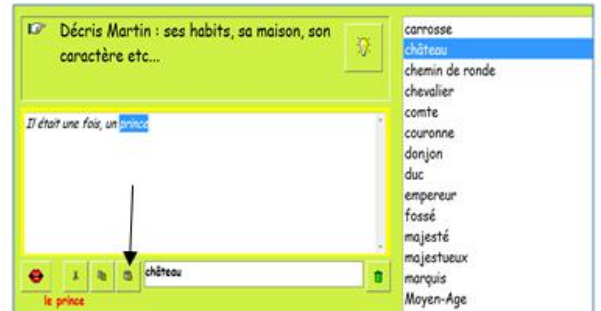 Décris Martin : ses habits, sa maison, son
caractère etc...
Il était une fois, un prince
château
le prince
carrosse
château
chemin de ronde
chevalier
comte
couronne
donjon
duc
empereur
fossé
majesté
majestueux
marquis
Moyen-Age